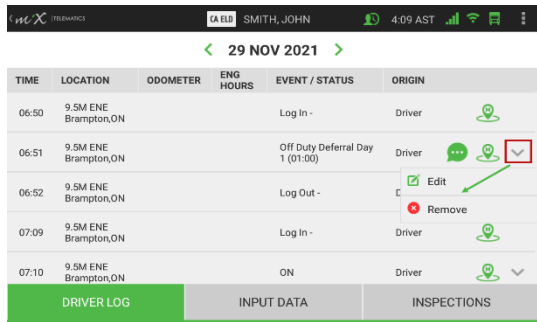 mix TELEMATICS CA ELD SMITH, JOHN 4:09 AST
29 NOV 2021
TIME LOCATION ODOMETER ENG HOURS EVENT / STATUS ORIGIN
06:50 9.5M ENE Brampton,ON Log In - Driver
06:51 9.5M ENE Brampton,ON Off Duty Deferral Day 1 (01:00) Driver
Edit
06:52 9.5M ENE Brampton,ON Log Out -
Remove
07:09 9.5M ENE Brampton,ON Log In - Driver
07:10 9.5M ENE Brampton,ON ON Driver
DRIVER LOG INPUT DATA INSPECTIONS